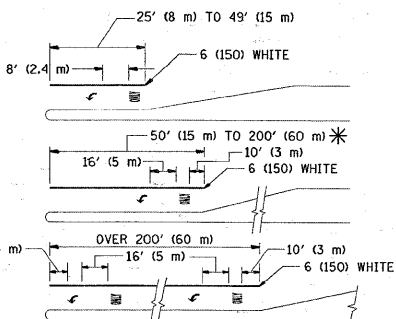 25' (8 m) TO 49' (15 m)
6 (150) WHITE
8' (2.4 m)
50' (15 m) TO 200' (60 m) *
16' (5 m)
10' (3 m)
6 (150) WHITE
OVER 200' (60 m)
m)
16' (5 m)
10' (3 m)
6 (150) WHITE